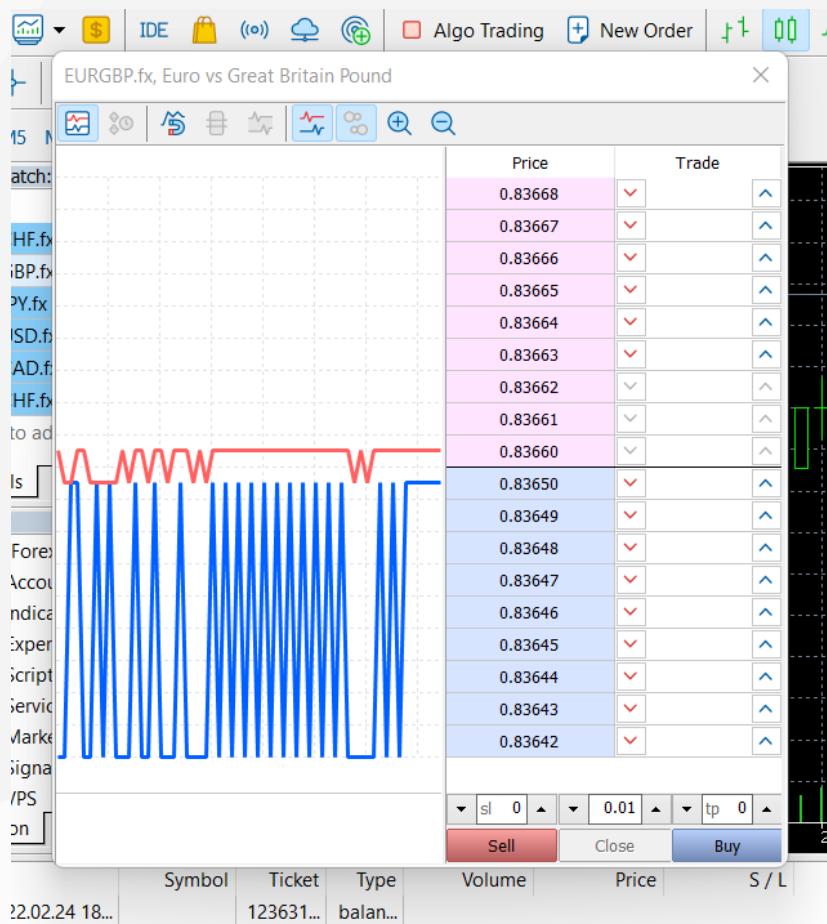 IDE Algo Trading New Order
EURGBP.fx, Euro vs Great Britain Pound
Price Trade
0.83668
0.83667
0.83666
0.83665
0.83664
0.83663
0.83662
0.83661
0.83660
0.83650
0.83649
0.83648
0.83647
0.83646
0.83645
0.83644
0.83643
0.83642
sl 0 0.01 tp 0
Sell Close Buy
Symbol Ticket Type Volume Price S / L
22.02.24 18... 123631... balan...
15
atch:
HF.fx
BP.fx
PY.fx
SD.fx
AD.f
HF.fx
to ad
ls
Forex
Accou
ndica
Exper
Script
Servic
Marke
Signa
VPS
on